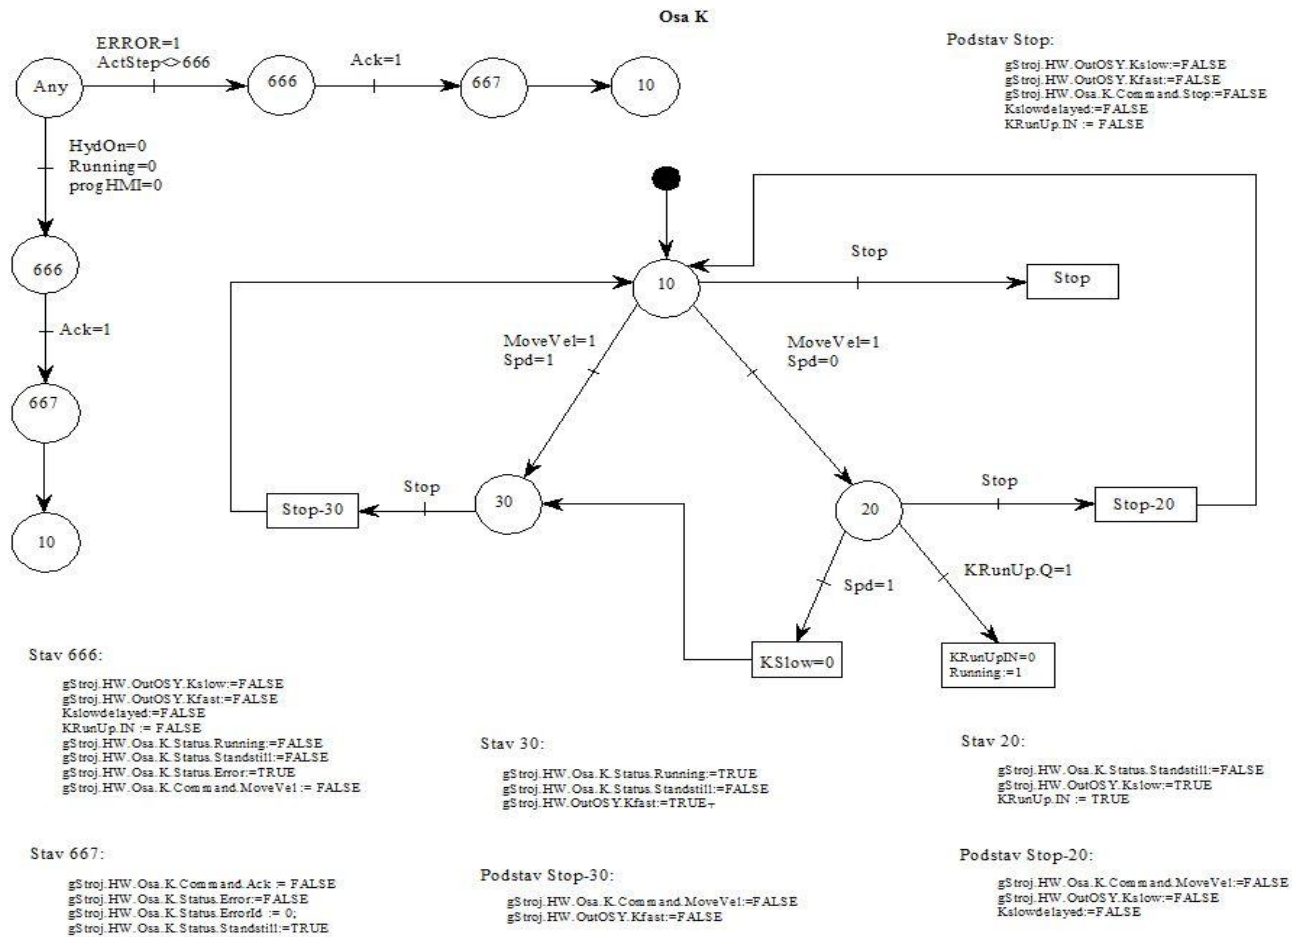 Osa K
ERROR=1
ActStep<>666
Any
666
Ack=1
667
10
Podstav Stop:
gStroj.HW.OutOSY.Kslow:=FALSE
gStroj.HW.OutOSY.Kfast:=FALSE
gStroj.HW.Osa.K.Command.Stop:=FALSE
Kslowdelayed:=FALSE
KRunUp.IN := FALSE
HydOn=0
Running=0
progHMI=0
666
Ack=1
667
10
10
Stop
Stop
MoveVel=1
Spd=1
MoveVel=1
Spd=0
Stop-30
Stop
30
20
Stop
Stop-20
Spd=1
KRunUp.Q=1
KSlow=0
KRunUpIN=0
Running:=1
Stav 666:
gStroj.HW.OutOSY.Kslow:=FALSE
gStroj.HW.OutOSY.Kfast:=FALSE
Kslowdelayed:=FALSE
KRunUp.IN := FALSE
gStroj.HW.Osa.K.Status.Running:=FALSE
gStroj.HW.Osa.K.Status.Standstill:=FALSE
gStroj.HW.Osa.K.Status.Error:=TRUE
gStroj.HW.Osa.K.Command.MoveVel := FALSE
Stav 30:
gStroj.HW.Osa.K.Status.Running:=TRUE
gStroj.HW.Osa.K.Status.Standstill:=FALSE
gStroj.HW.OutOSY.Kfast:=TRUE
Stav 20:
gStroj.HW.Osa.K.Status.Standstill:=FALSE
gStroj.HW.OutOSY.Kslow:=TRUE
KRunUp.IN := TRUE
Stav 667:
gStroj.HW.Osa.K.Command.Ack := FALSE
gStroj.HW.Osa.K.Status.Error:=FALSE
gStroj.HW.Osa.K.Status.ErrorId := 0;
gStroj.HW.Osa.K.Status.Standstill:=TRUE
Podstav Stop-30:
gStroj.HW.Osa.K.Command.MoveVel:=FALSE
gStroj.HW.OutOSY.Kfast:=FALSE
Podstav Stop-20:
gStroj.HW.Osa.K.Command.MoveVel:=FALSE
gStroj.HW.OutOSY.Kslow:=FALSE
Kslowdelayed:=FALSE